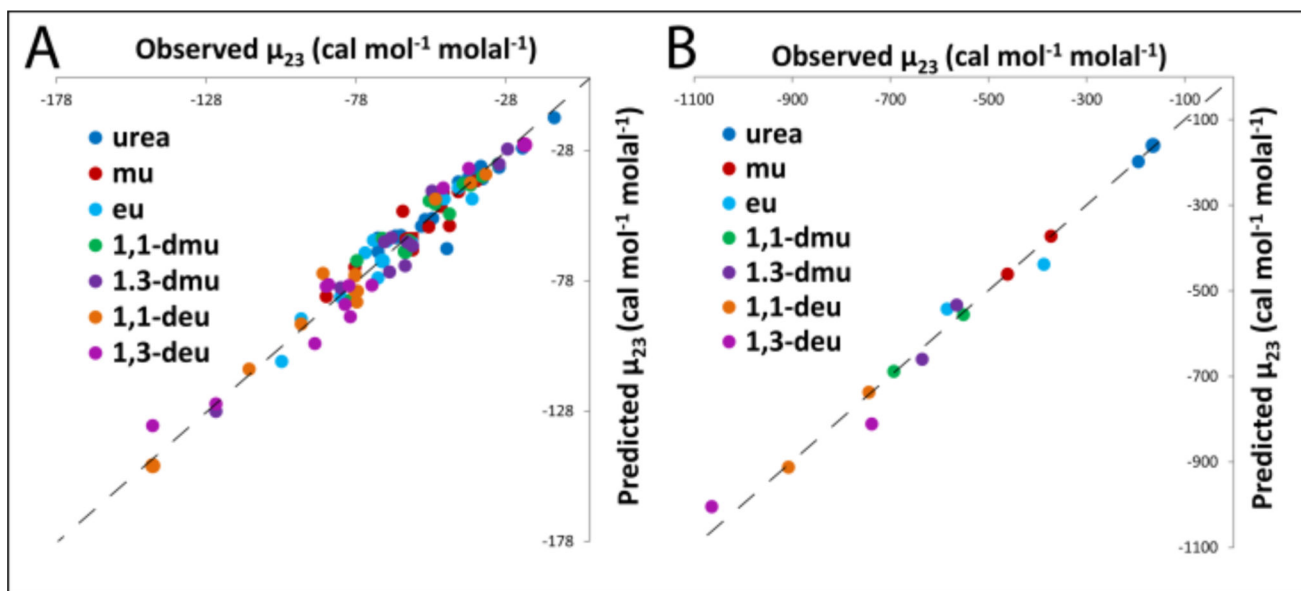 A
Observed μ23 (cal mol-1 molal-1)
-178 -128 -78 -28
urea
mu
eu
1,1-dmu
1.3-dmu
1,1-deu
1,3-deu
-28
-78
-128
-178
Predicted μ23 (cal molal-1)
B
Observed μ23 (cal mol-1 molal-1)
-1100 -900 -700 -500 -300 -100
urea
mu
eu
1,1-dmu
1.3-dmu
1,1-deu
1,3-deu
-100
-300
-500
-700
-900
-1100
Predicted μ23 (cal mol-1 molal-1)